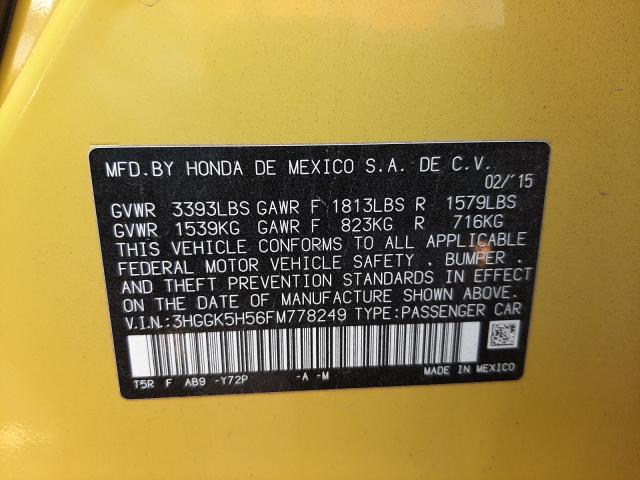 MFD.BY HONDA DE MEXICO S.A. DE C.V.
02/'15
GVWR 3393LBS GAWR F 1813LBS R 1579LBS
GVWR 1539KG GAWR F 823KG R 716KG
THIS VEHICLE CONFORMS TO ALL APPLICABLE
FEDERAL MOTOR VEHICLE SAFETY , BUMPER ,
AND THEFT PREVENTION STANDARDS IN EFFECT
ON THE DATE OF MANUFACTURE SHOWN ABOVE.
V.I.N.:3HGGK5H56FM778249 TYPE:PASSENGER CAR
T5R F AB9 -Y72P -A -M MADE IN MEXICO